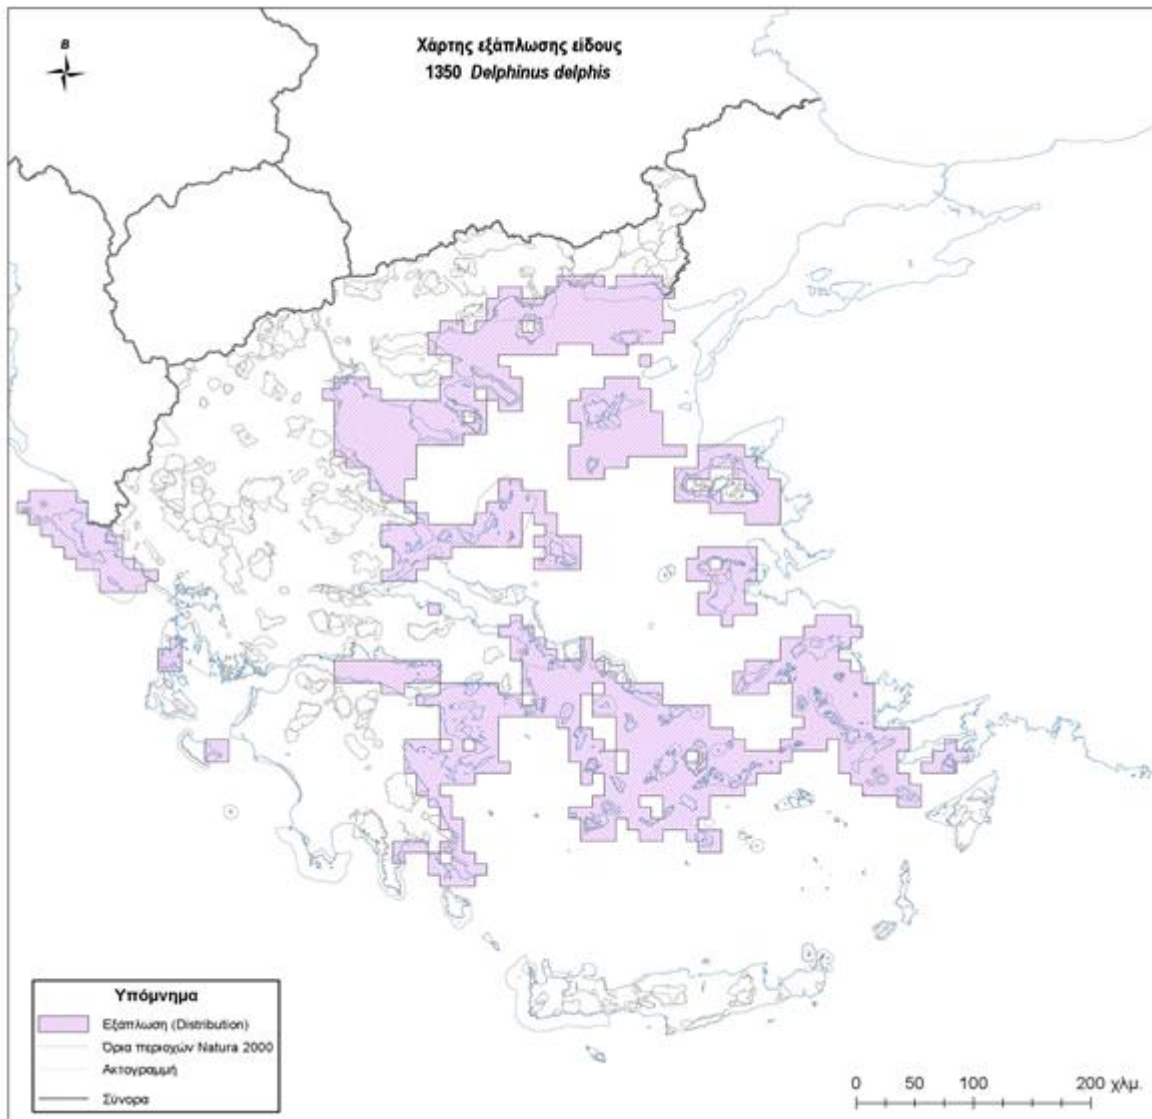 Χάρτης εξάπλωσης είδους
1350 Delphinus delphis
Β
Υπόμνημα
Εξάπλωση (Distribution)
Όρια περιοχών Natura 2000
Ακτογραμμή
Σύνορα
0 50 100 200 χλμ.